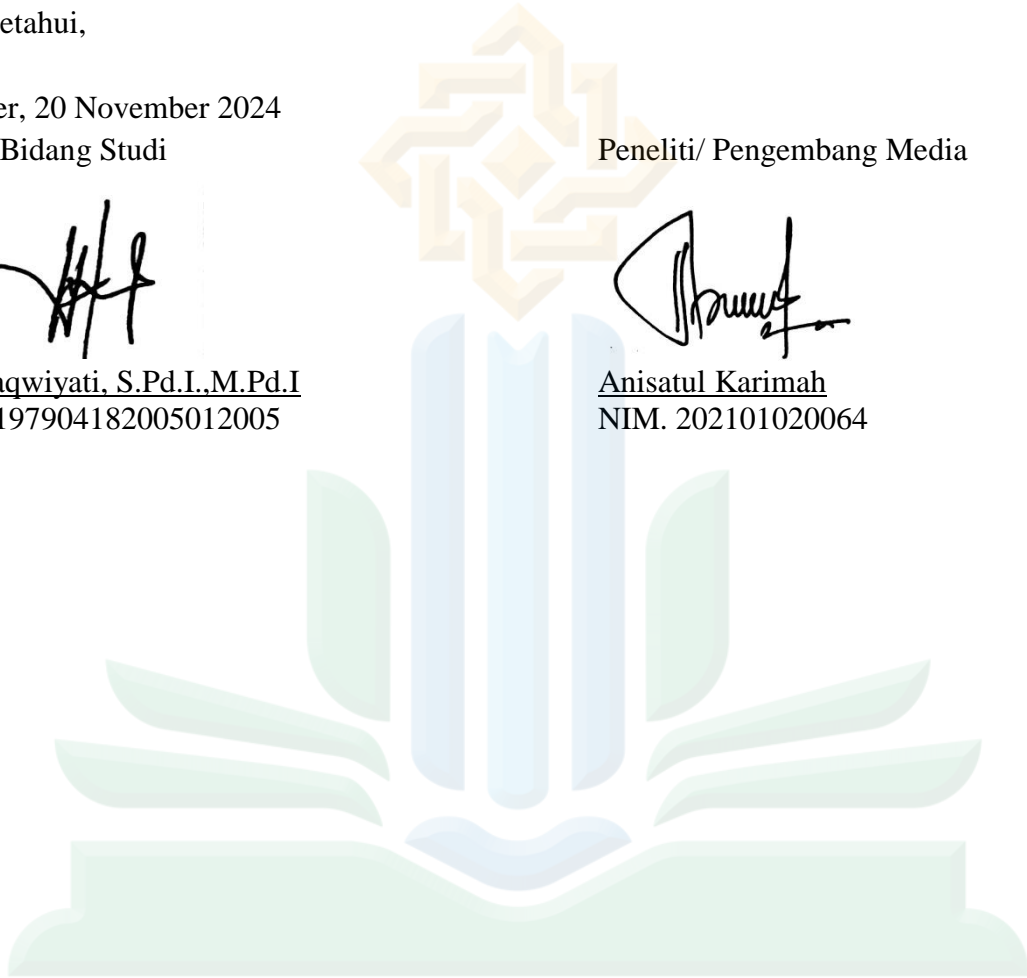 etahui,
er, 20 November 2024
Bidang Studi
Peneliti/ Pengembang Media
aqwiyati, S.Pd.I.,M.Pd.I
197904182005012005
Anisatul Karimah
NIM. 202101020064